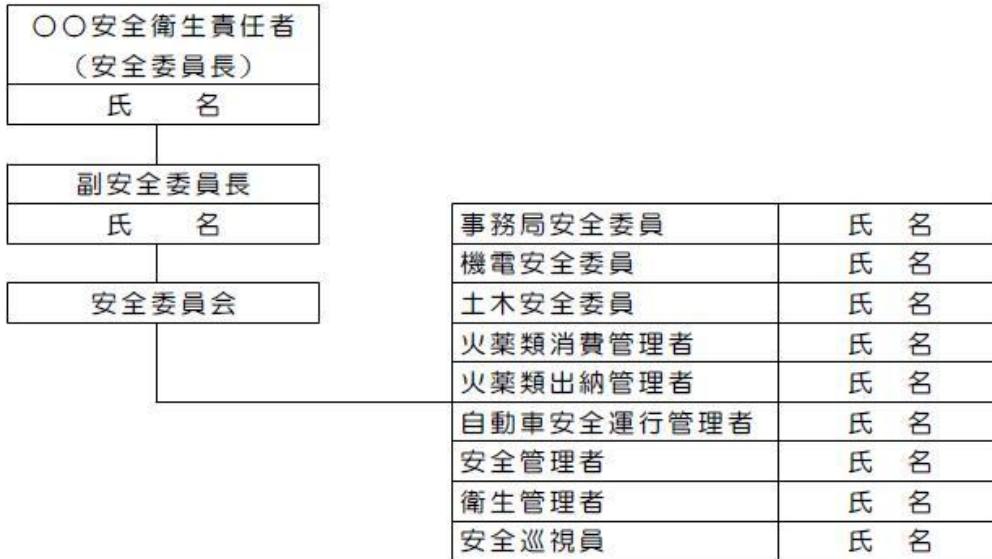 〇〇安全衛生責任者
（安全委員長）
氏　名
副安全委員長
氏　名
安全委員会
事務局安全委員　氏　名
機電安全委員　氏　名
土木安全委員　氏　名
火薬類消費管理者　氏　名
火薬類出納管理者　氏　名
自動車安全運行管理者　氏　名
安全管理者　氏　名
衛生管理者　氏　名
安全巡視員　氏　名